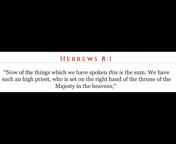 Hebrews 8:1
"Now of the things which we have spoken this is the sum: We have
such an high priest, who is set on the right hand of the throne of the
Majesty in the heavens;"